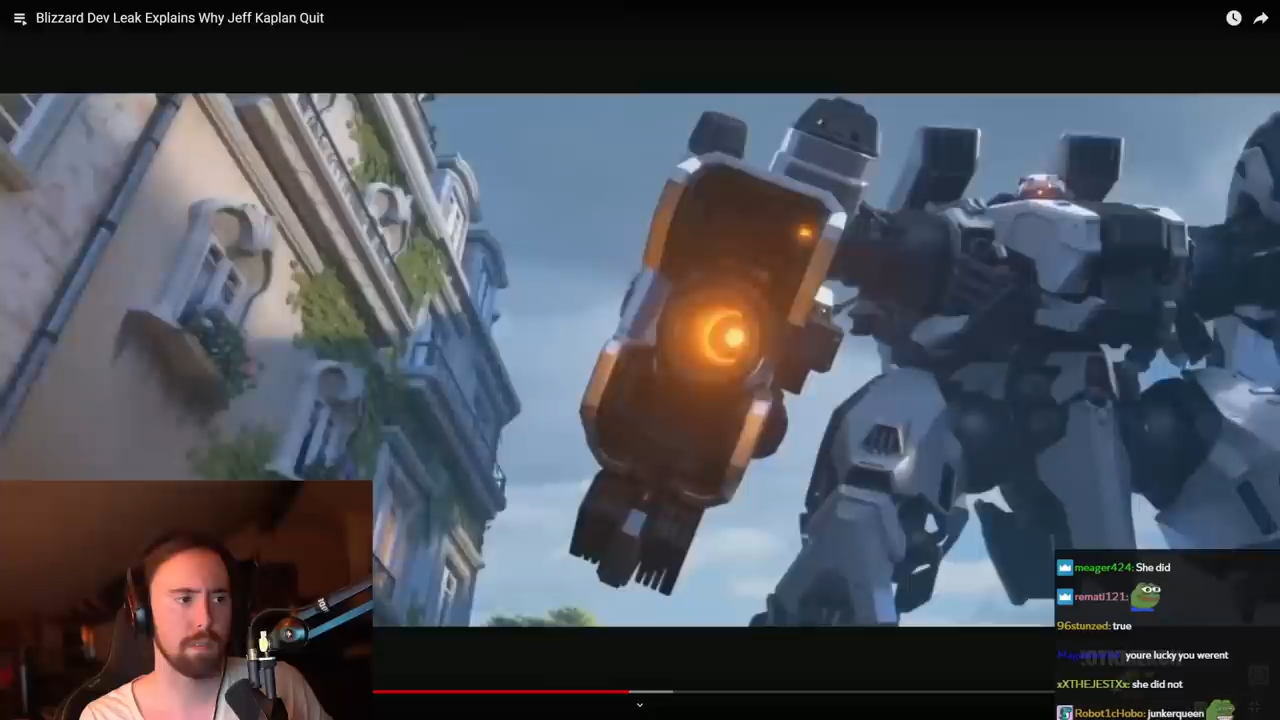 Blizzard Dev Leak Explains Why Jeff Kaplan Quit
meager424: She did
remati121:
96stunzed: true
youre lucky you werent
xXTHEJESTXx: she did not
Robot1cHobo: junkerqueen